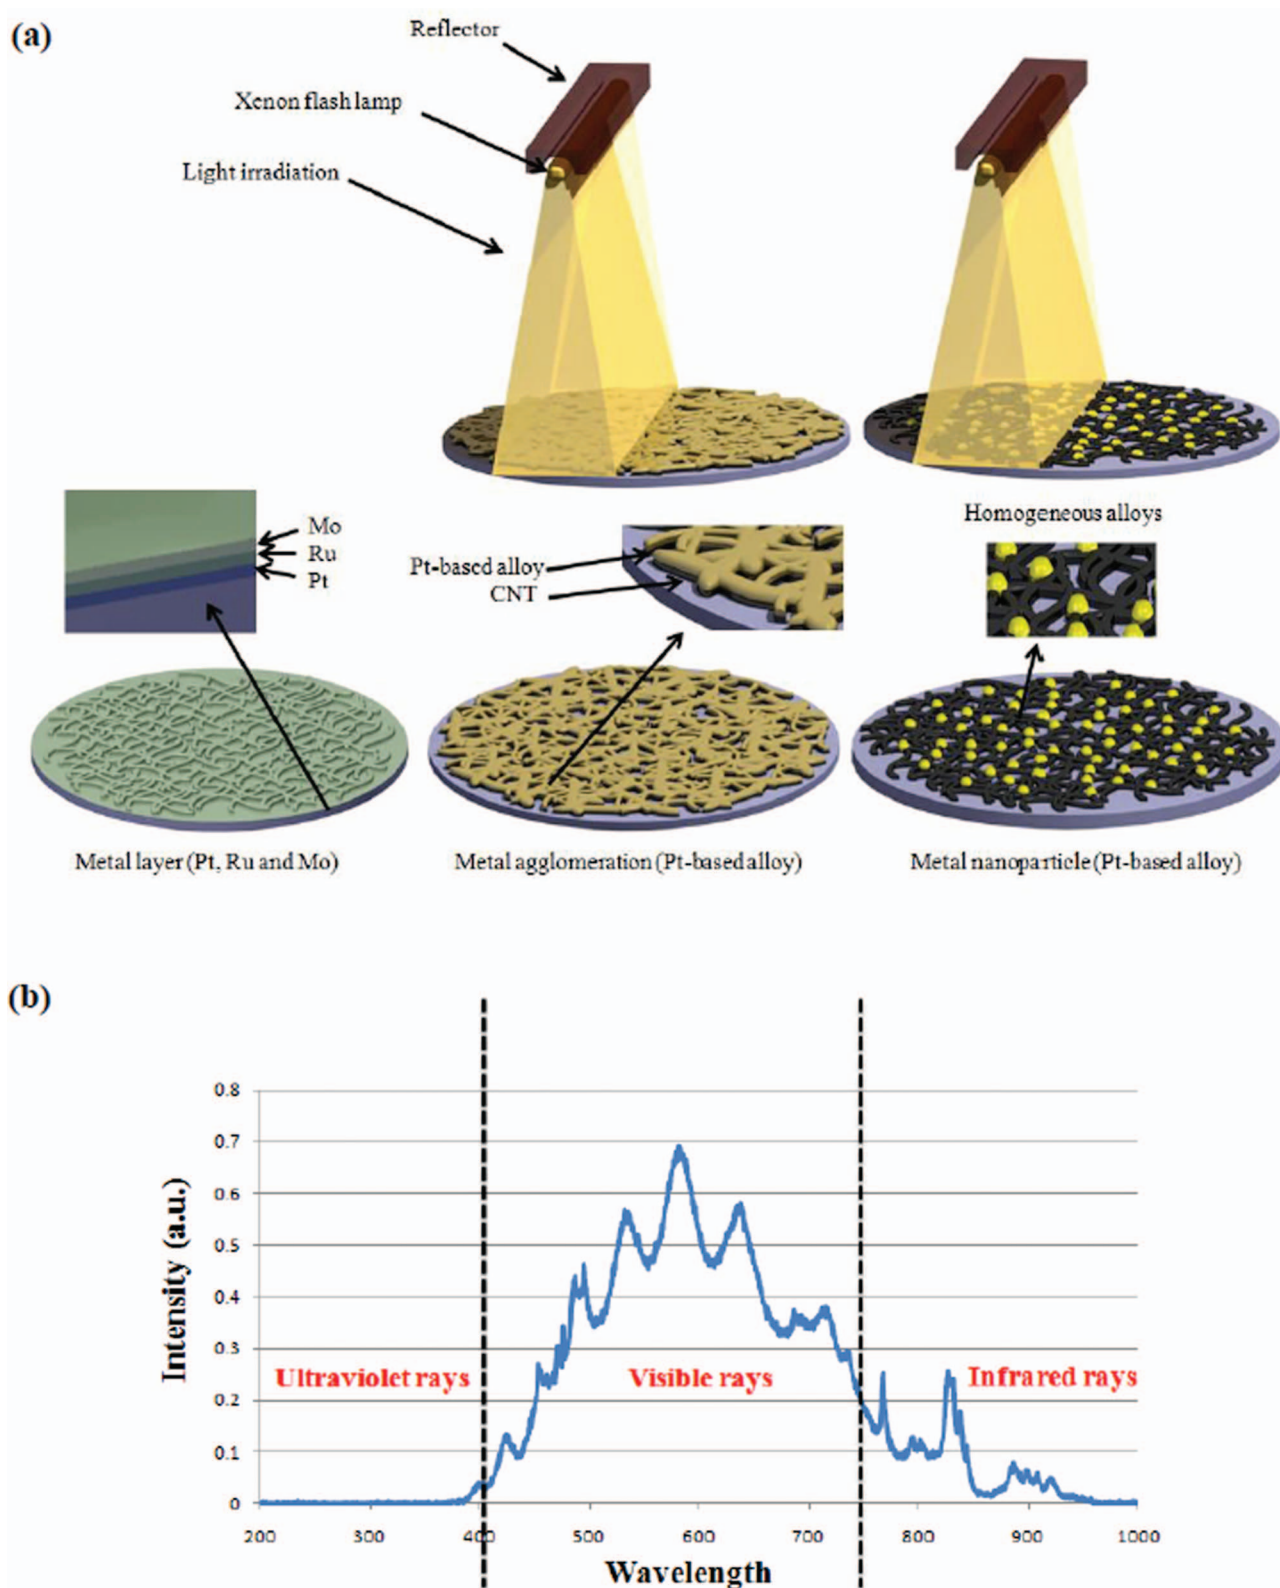 (a)
Reflector
Xenon flash lamp
Light irradiation
Homogeneous alloys
Mo
Ru
Pt
Pt-based alloy
CNT
Metal layer (Pt, Ru and Mo)
Metal agglomeration (Pt-based alloy)
Metal nanoparticle (Pt-based alloy)
(b)
0.8
0.7
0.6
0.5
0.4
0.3
0.2
0.1
0
Intensity (a.u.)
Ultraviolet rays
Visible rays
Infrared rays
200 300 400 500 600 700 800 900 1000
Wavelength